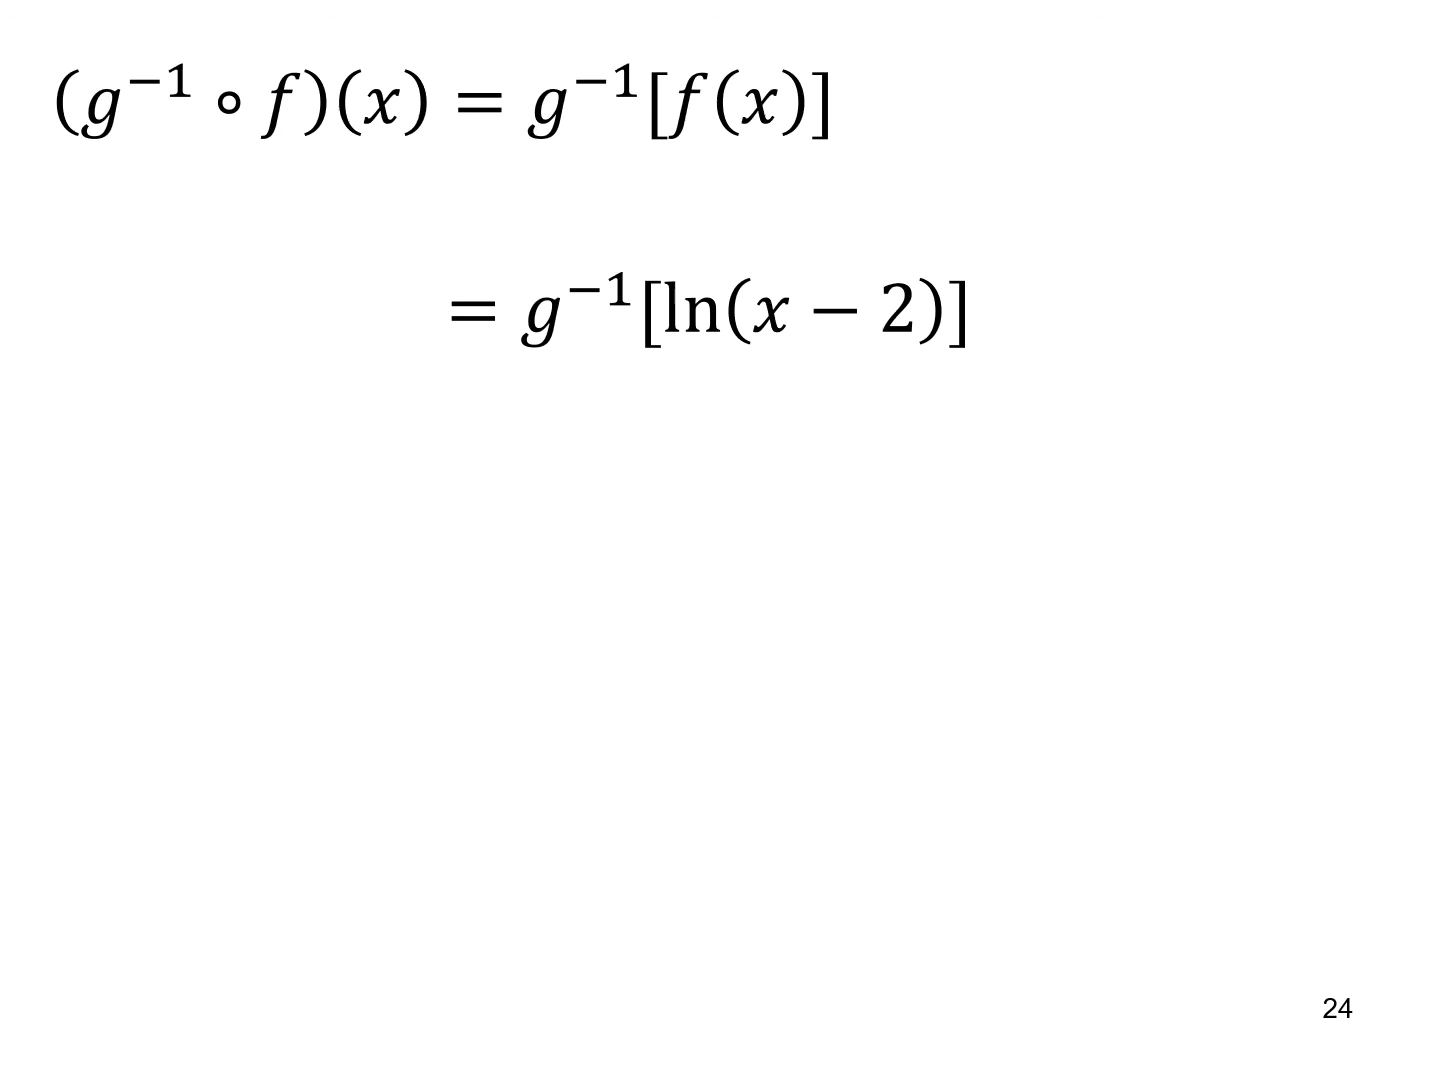 (g⁻¹ ∘ f)(x) = g⁻¹[f(x)]
= g⁻¹[ln(x − 2)]
24